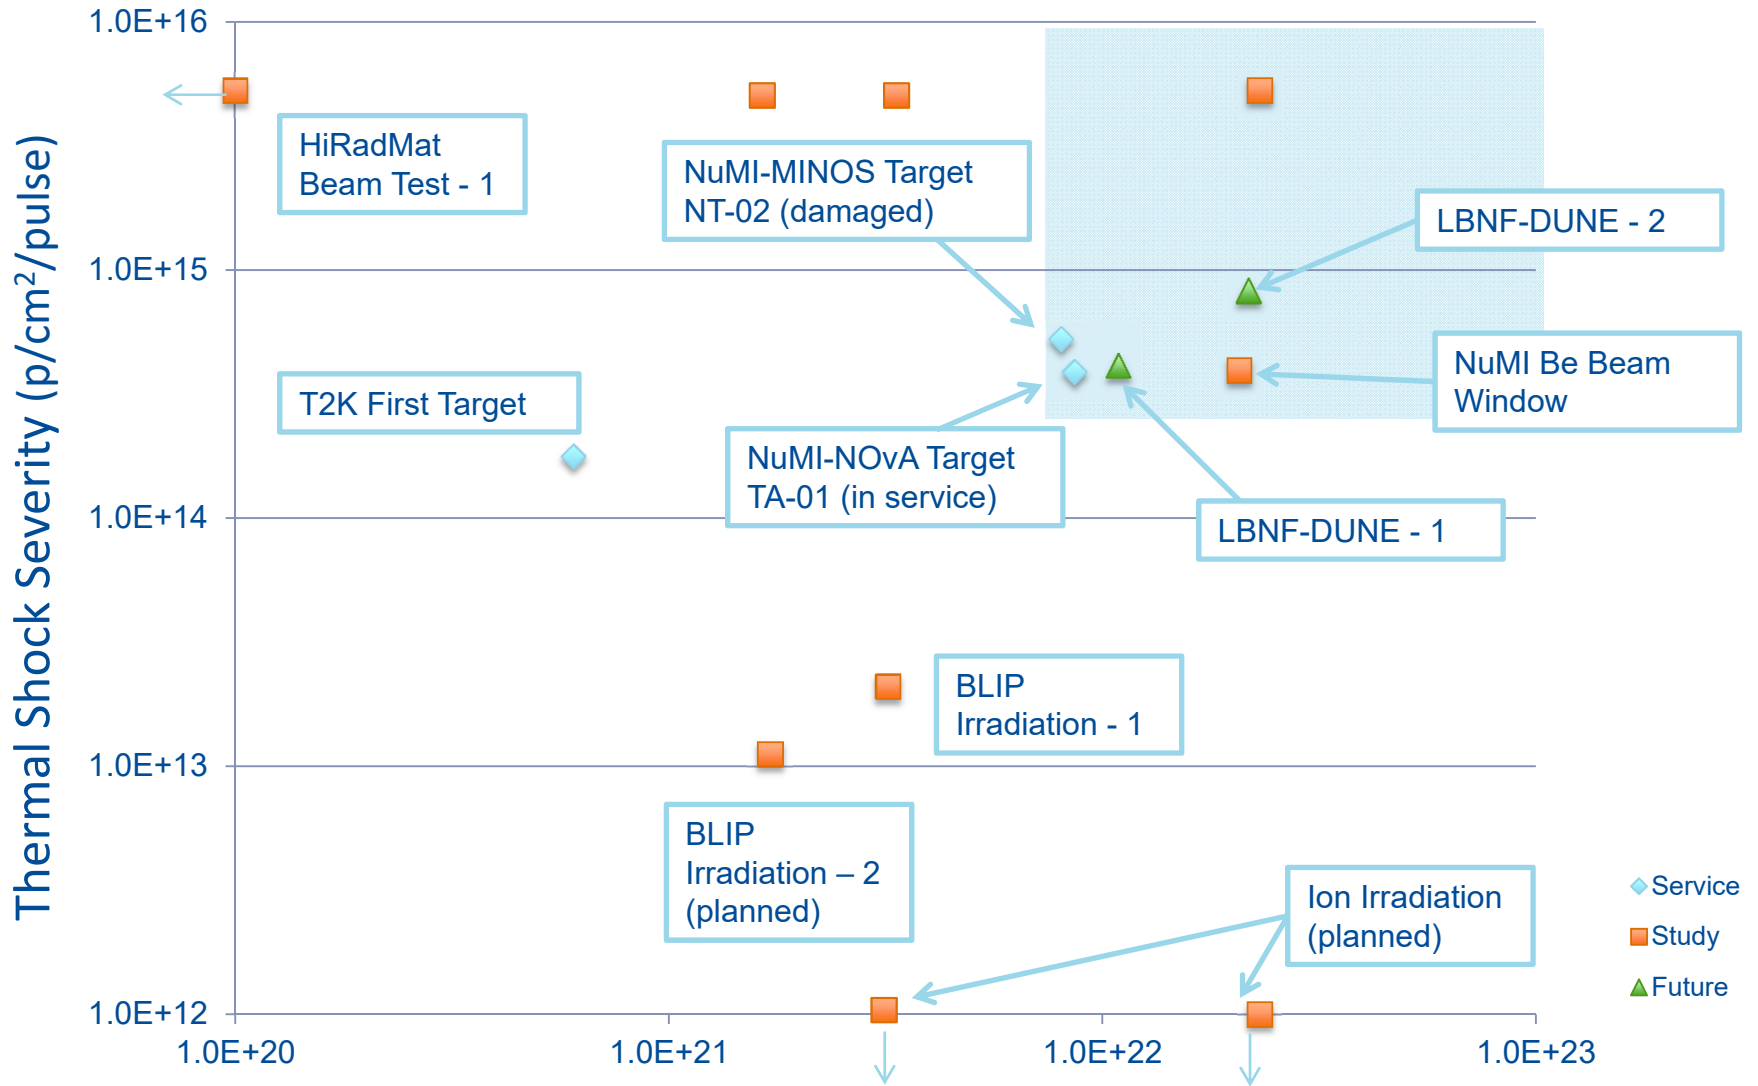 Thermal Shock Severity (p/cm²/pulse)
1.0E+16
1.0E+15
1.0E+14
1.0E+13
1.0E+12
1.0E+20
1.0E+21
1.0E+22
1.0E+23
HiRadMat
Beam Test - 1
NuMI-MINOS Target
NT-02 (damaged)
LBNF-DUNE - 2
NuMI Be Beam
Window
T2K First Target
NuMI-NOvA Target
TA-01 (in service)
LBNF-DUNE - 1
BLIP
Irradiation - 1
BLIP
Irradiation – 2
(planned)
Ion Irradiation
(planned)
Service
Study
Future